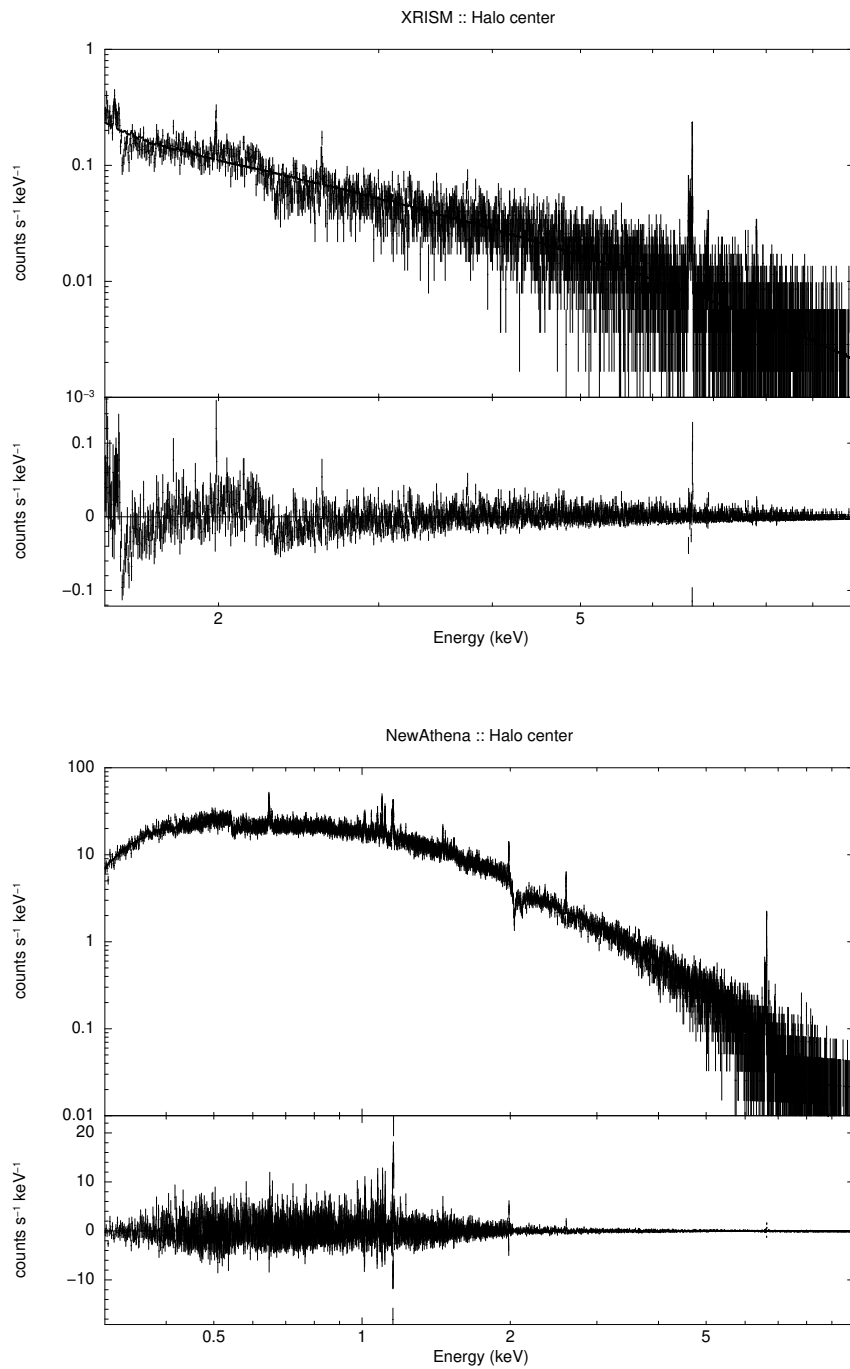 XRISM :: Halo center
1
0.1
0.01
10⁻³
counts s⁻¹ keV⁻¹
0.1
0
−0.1
counts s⁻¹ keV⁻¹
2 5
Energy (keV)
NewAthena :: Halo center
100
10
1
0.1
0.01
counts s⁻¹ keV⁻¹
20
10
0
−10
counts s⁻¹ keV⁻¹
0.5 1 2 5
Energy (keV)